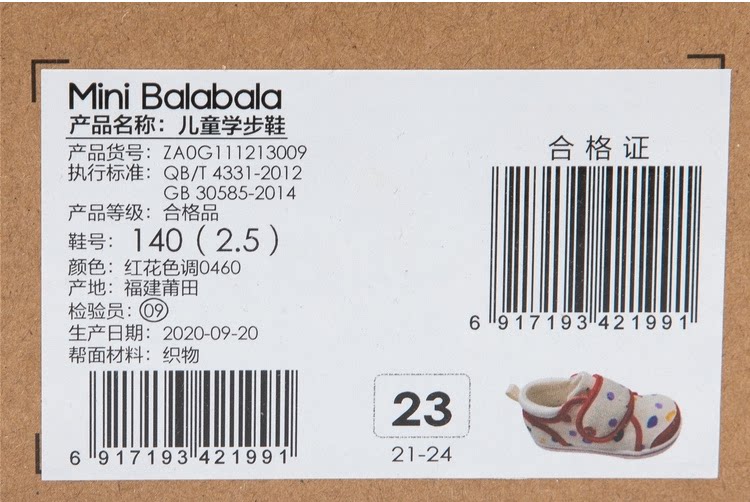 Mini Balabala
产品名称：儿童学步鞋
产品货号：ZA0G111213009
执行标准：QB/T 4331-2012
GB 30585-2014
产品等级：合格品
鞋号：140（2.5）
颜色：红花色调0460
产地：福建莆田
检验员：09
生产日期：2020-09-20
帮面材料：织物
6 917193 421991
合格证
6 917193 421991
23
21-24